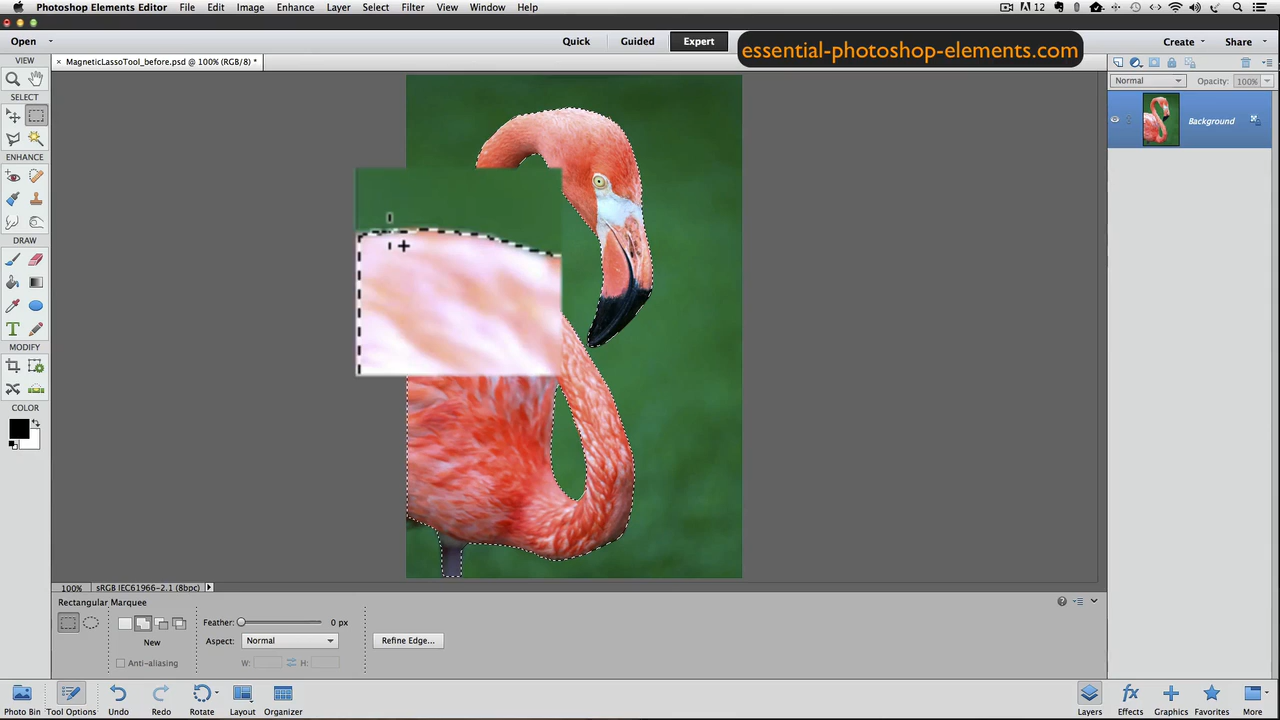 Photoshop Elements Editor File Edit Image Enhance Layer Select Filter View Window Help
12
Open
Quick
Guided
Expert
essential-photoshop-elements.com
Create
Share
VIEW
× MagneticLassoTool_before.psd @ 100% (RGB/8) *
Normal
Opacity: 100%
SELECT
Background
ENHANCE
DRAW
T
MODIFY
COLOR
100% sRGB IEC61966-2.1 (8bpc)
Rectangular Marquee
Feather: 0 px
New
Aspect: Normal
Refine Edge...
Anti-aliasing
W: H:
Photo Bin
Tool Options
Undo
Redo
Rotate
Layout
Organizer
Layers
fx
Effects
Graphics
Favorites
More